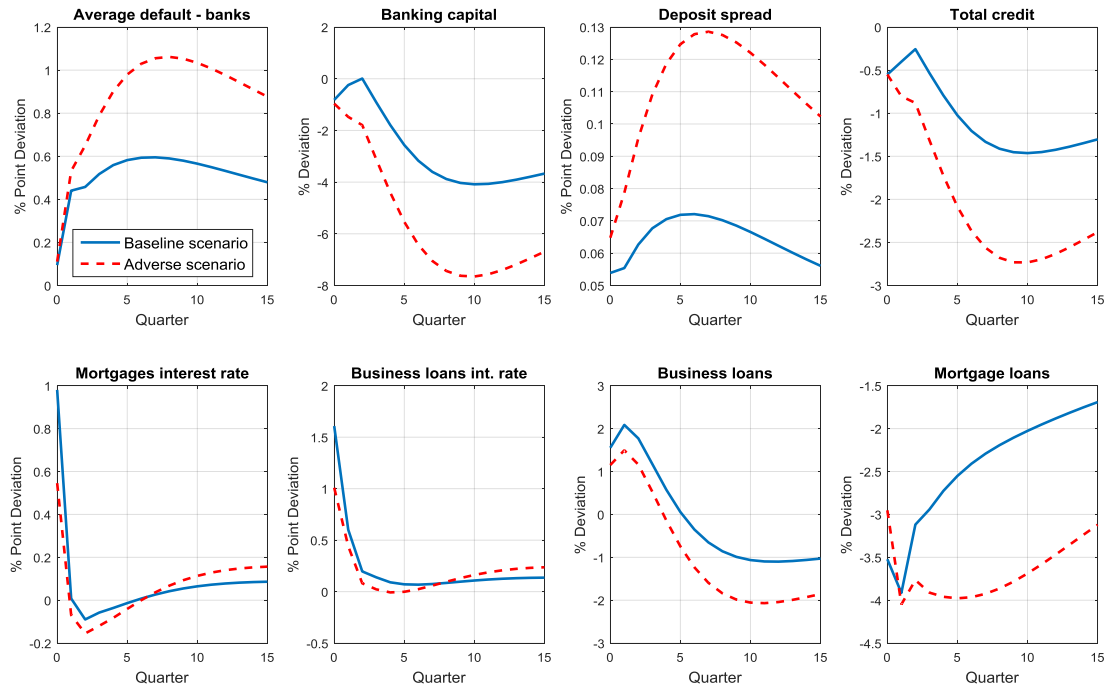 Average default - banks
% Point Deviation
1.2
1
0.8
0.6
0.4
0.2
0
Baseline scenario
Adverse scenario
0 5 10 15
Quarter
Banking capital
% Deviation
2
0
-2
-4
-6
-8
0 5 10 15
Quarter
Deposit spread
% Point Deviation
0.13
0.12
0.11
0.1
0.09
0.08
0.07
0.06
0.05
0 5 10 15
Quarter
Total credit
% Deviation
0
-0.5
-1
-1.5
-2
-2.5
-3
0 5 10 15
Quarter
Mortgages interest rate
% Point Deviation
1
0.8
0.6
0.4
0.2
0
-0.2
0 5 10 15
Quarter
Business loans int. rate
% Point Deviation
2
1.5
1
0.5
0
-0.5
0 5 10 15
Quarter
Business loans
% Deviation
3
2
1
0
-1
-2
-3
0 5 10 15
Quarter
Mortgage loans
% Deviation
-1.5
-2
-2.5
-3
-3.5
-4
-4.5
0 5 10 15
Quarter